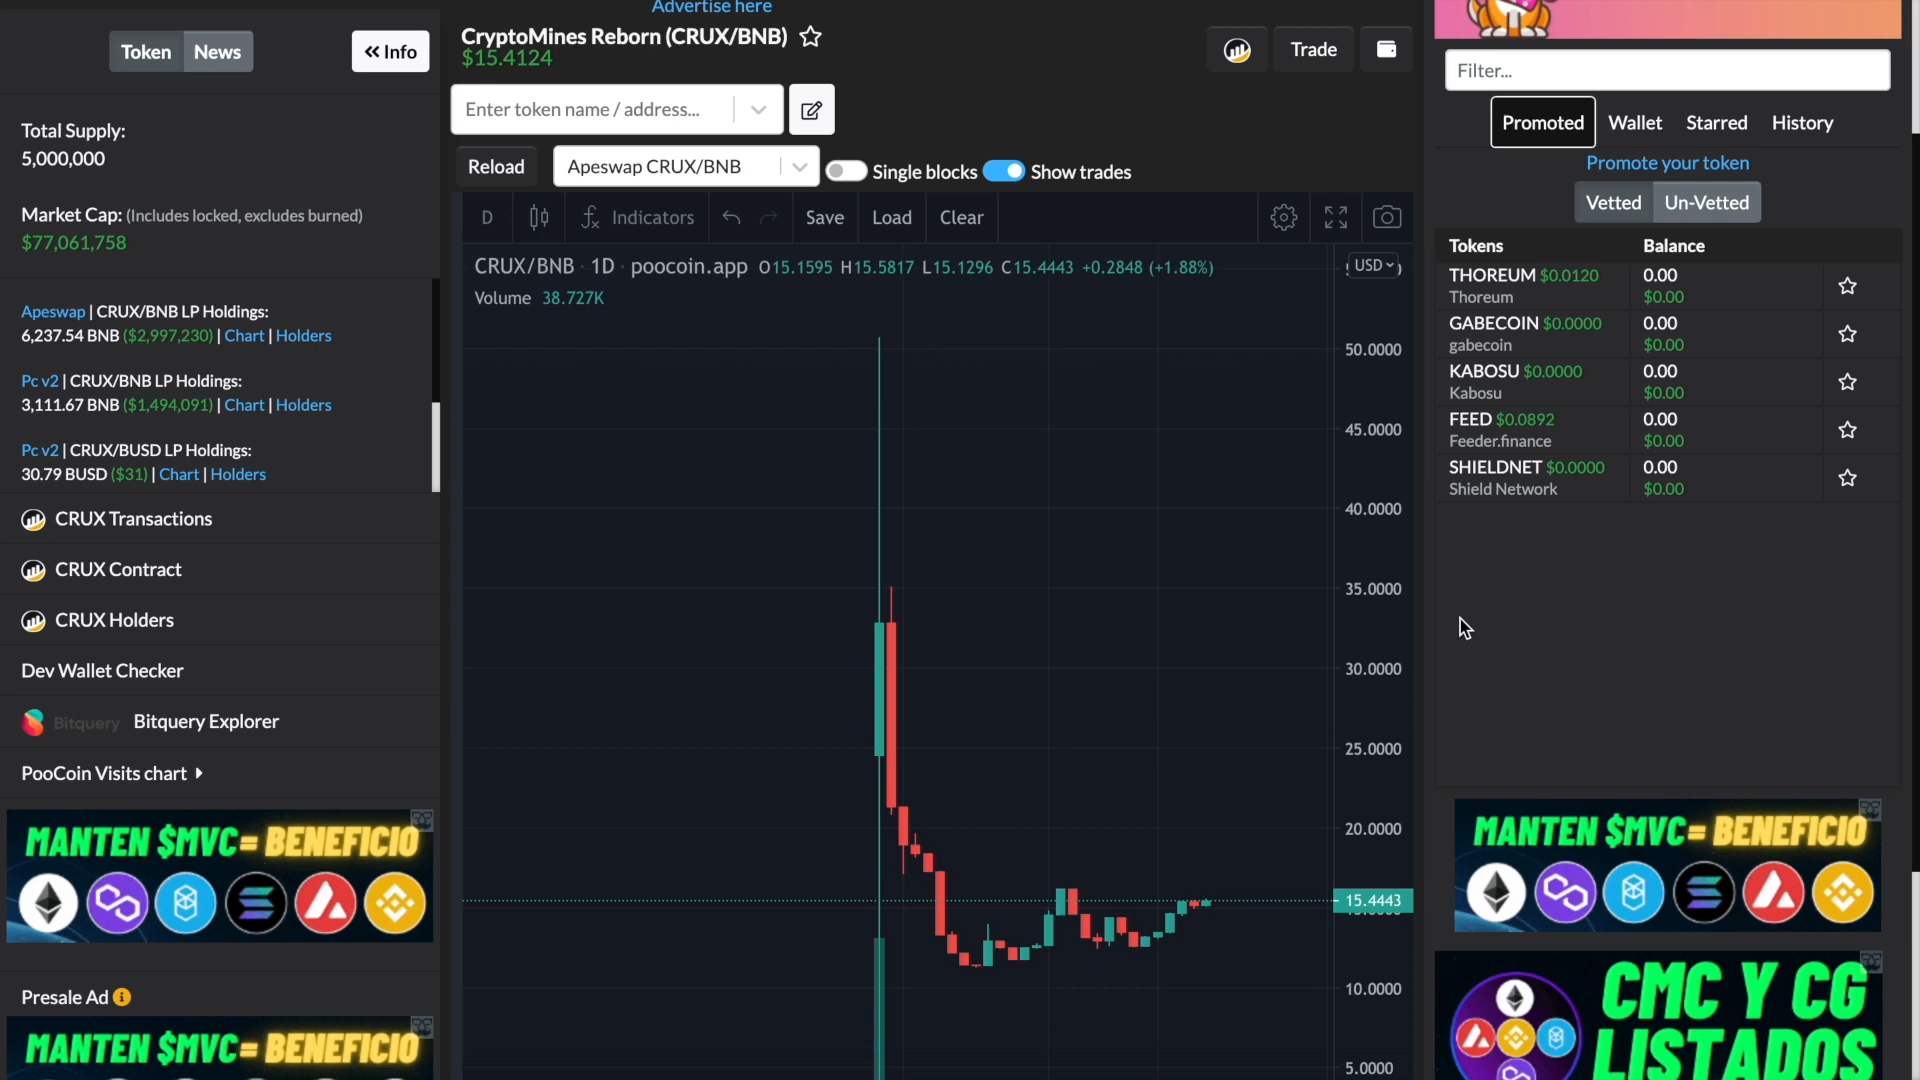 Advertise here
Token
News
« Info
Total Supply:
5,000,000
Market Cap: (Includes locked, excludes burned)
$77,061,758
Apeswap | CRUX/BNB LP Holdings:
6,237.54 BNB ($2,997,230) | Chart | Holders
Pc v2 | CRUX/BNB LP Holdings:
3,111.67 BNB ($1,494,091) | Chart | Holders
Pc v2 | CRUX/BUSD LP Holdings:
30.79 BUSD ($31) | Chart | Holders
CRUX Transactions
CRUX Contract
CRUX Holders
Dev Wallet Checker
Bitquery Bitquery Explorer
PooCoin Visits chart
MANTEN $MVC= BENEFICIO
Presale Ad
MANTEN $MVC= BENEFICIO
CryptoMines Reborn (CRUX/BNB)
$15.4124
Trade
Enter token name / address...
Reload
Apeswap CRUX/BNB
Single blocks
Show trades
D
Indicators
Save
Load
Clear
CRUX/BNB · 1D · poocoin.app O15.1595 H15.5817 L15.1296 C15.4443 +0.2848 (+1.88%)
USD
Volume 38.727K
50.0000
45.0000
40.0000
35.0000
30.0000
25.0000
20.0000
15.4443
10.0000
5.0000
Filter...
Promoted
Wallet
Starred
History
Promote your token
Vetted
Un-Vetted
Tokens Balance
THOREUM $0.0120 0.00
Thoreum $0.00
GABECOIN $0.0000 0.00
gabecoin $0.00
KABOSU $0.0000 0.00
Kabosu $0.00
FEED $0.0892 0.00
Feeder.finance $0.00
SHIELDNET $0.0000 0.00
Shield Network $0.00
MANTEN $MVC= BENEFICIO
CMC Y CG
LISTADOS